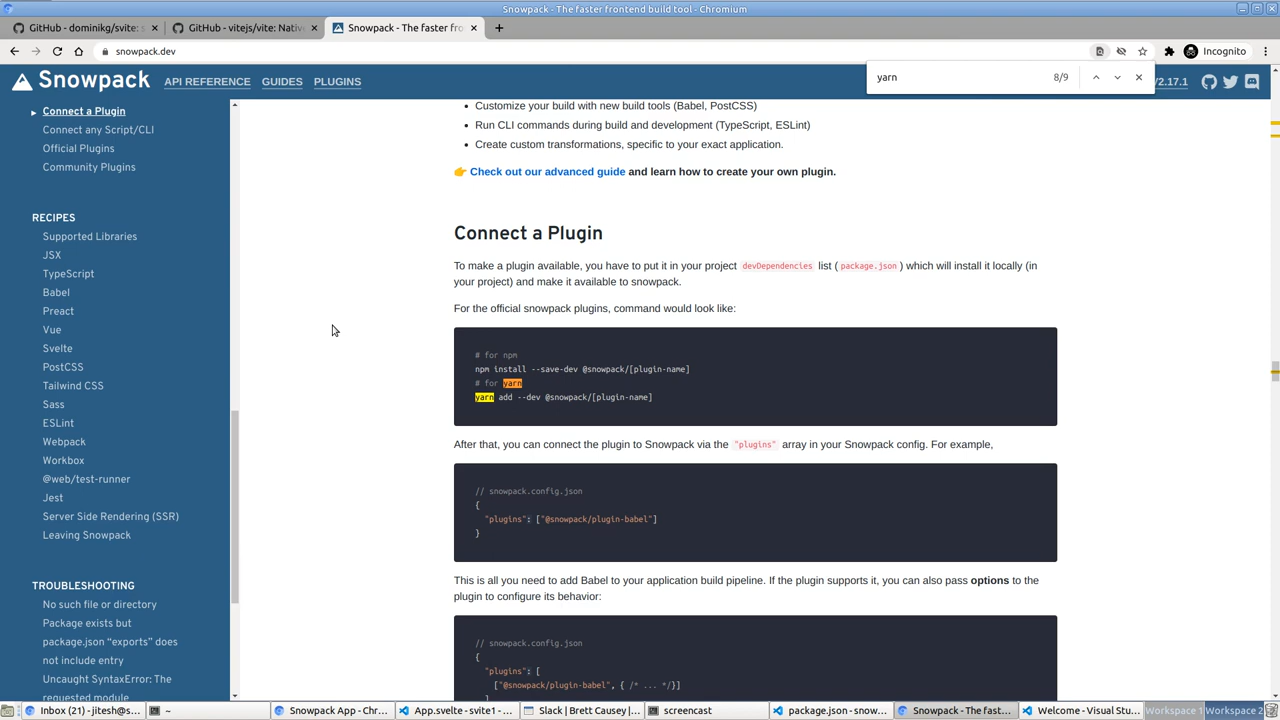 Snowpack - The faster frontend build tool - Chromium
GitHub - dominikg/svite: s
GitHub - vitejs/vite: Nativ
Snowpack - The faster fro
snowpack.dev
Incognito
Snowpack
API REFERENCE
GUIDES
PLUGINS
yarn
8/9
/2.17.1
Connect a Plugin
Connect any Script/CLI
Official Plugins
Community Plugins
RECIPES
Supported Libraries
JSX
TypeScript
Babel
Preact
Vue
Svelte
PostCSS
Tailwind CSS
Sass
ESLint
Webpack
Workbox
@web/test-runner
Jest
Server Side Rendering (SSR)
Leaving Snowpack
TROUBLESHOOTING
No such file or directory
Package exists but
package.json “exports” does
not include entry
Uncaught SyntaxError: The
requested module
Customize your build with new build tools (Babel, PostCSS)
Run CLI commands during build and development (TypeScript, ESLint)
Create custom transformations, specific to your exact application.
👉 Check out our advanced guide and learn how to create your own plugin.
Connect a Plugin
To make a plugin available, you have to put it in your project devDependencies list ( package.json ) which will install it locally (in
your project) and make it available to snowpack.
For the official snowpack plugins, command would look like:
# for npm
npm install --save-dev @snowpack/[plugin-name]
# for yarn
yarn add --dev @snowpack/[plugin-name]
After that, you can connect the plugin to Snowpack via the "plugins" array in your Snowpack config. For example,
// snowpack.config.json
{
"plugins": ["@snowpack/plugin-babel"]
}
This is all you need to add Babel to your application build pipeline. If the plugin supports it, you can also pass options to the
plugin to configure its behavior:
// snowpack.config.json
{
"plugins": [
["@snowpack/plugin-babel", { /* ... */}]
]
Inbox (21) - jitesh@s...
~
Snowpack App - Chr...
App.svelte - svite1 - ...
Slack | Brett Causey |...
screencast
package.json - snow...
Snowpack - The fast...
Welcome - Visual Stu...
Workspace 1
Workspace 2